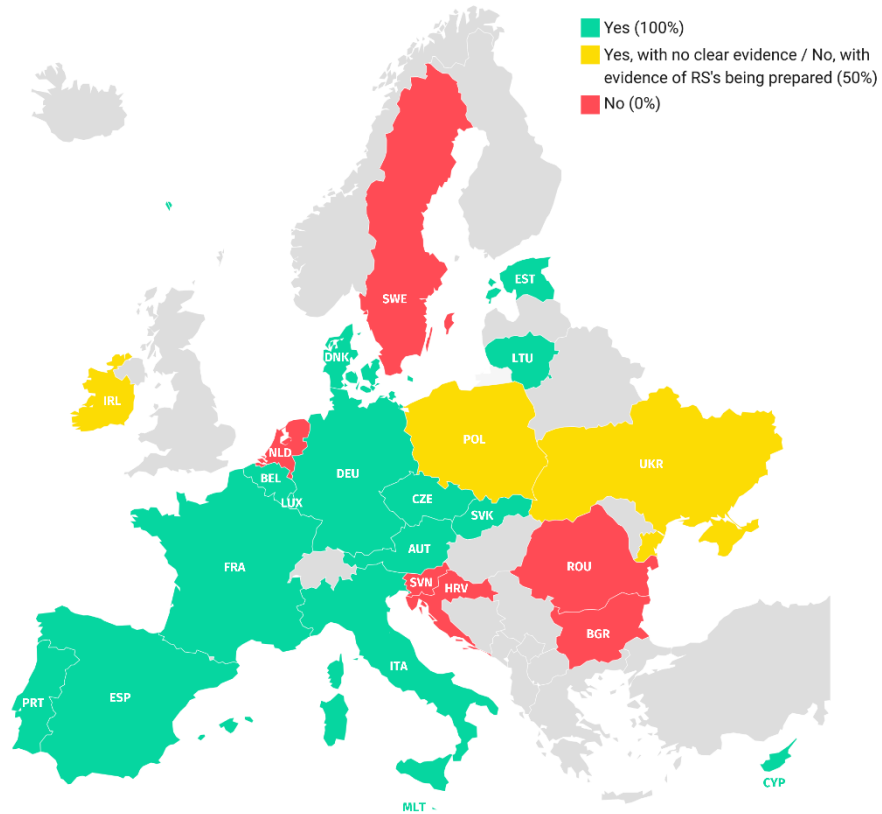 Yes (100%)
Yes, with no clear evidence / No, with
evidence of RS's being prepared (50%)
No (0%)
EST
SWE
DNK
LTU
IRL
POL
NLD
UKR
BEL
DEU
LUX
CZE
SVK
AUT
FRA
ROU
SVN
HRV
BGR
ITA
ESP
PRT
CYP
MLT